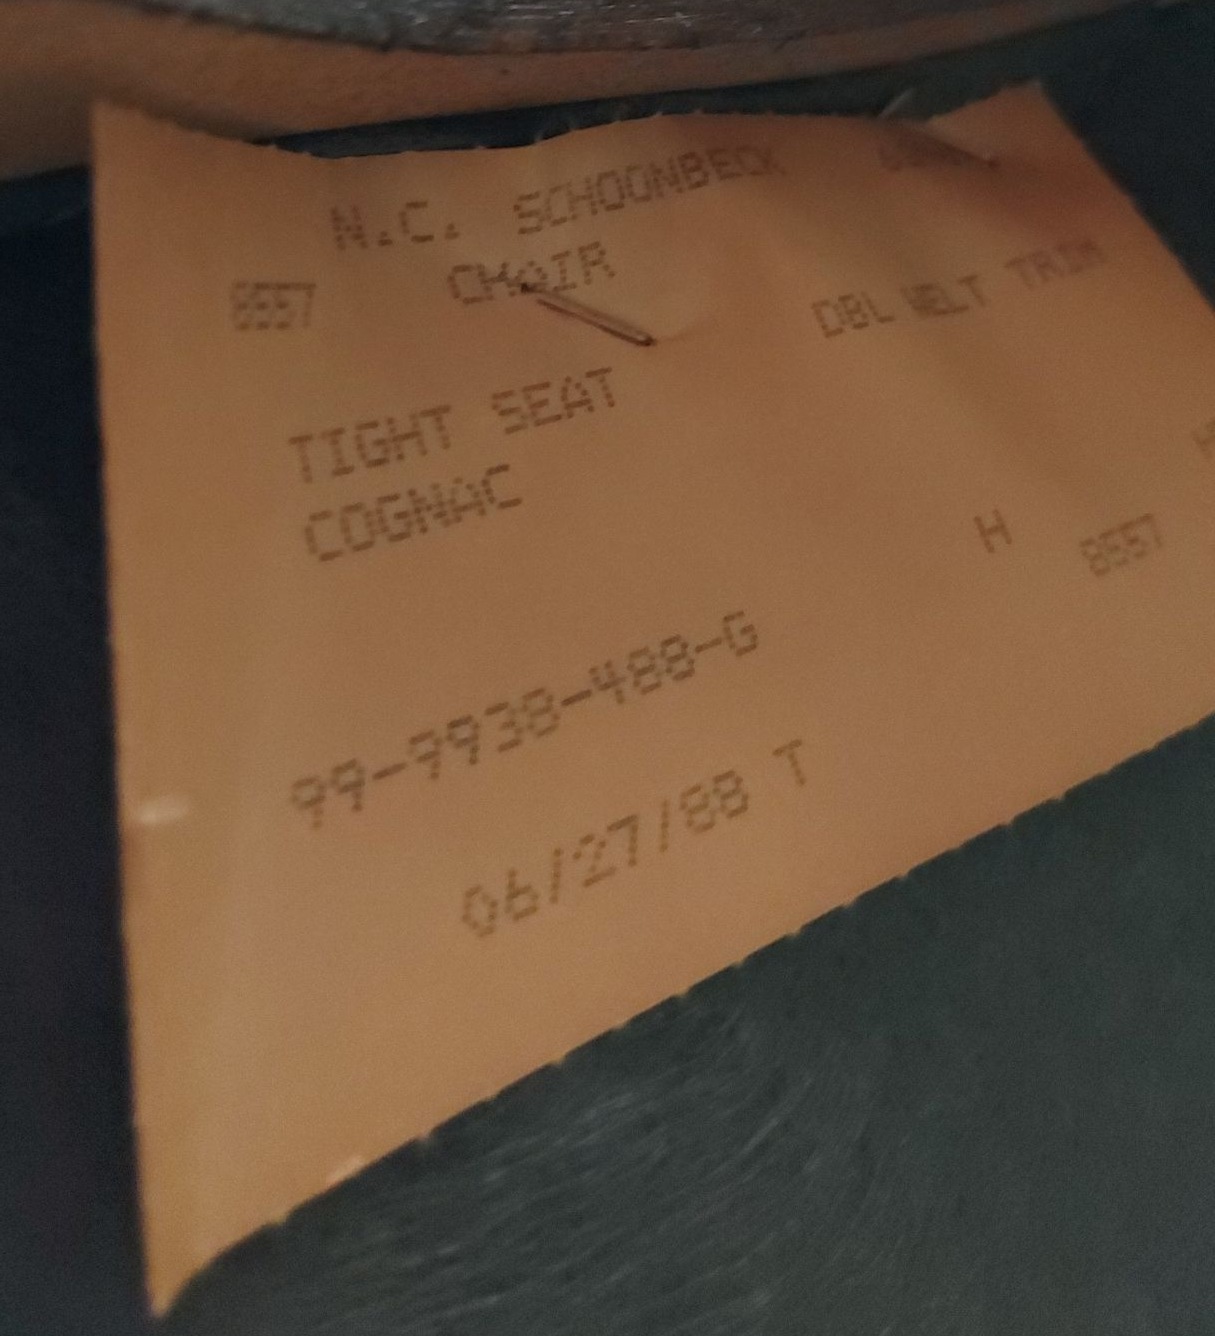 N.C. SCHOONBECK
8557 CHAIR DBL WELT TRIM
TIGHT SEAT
COGNAC
H 8557
99-9938-488-G
06/27/88 T